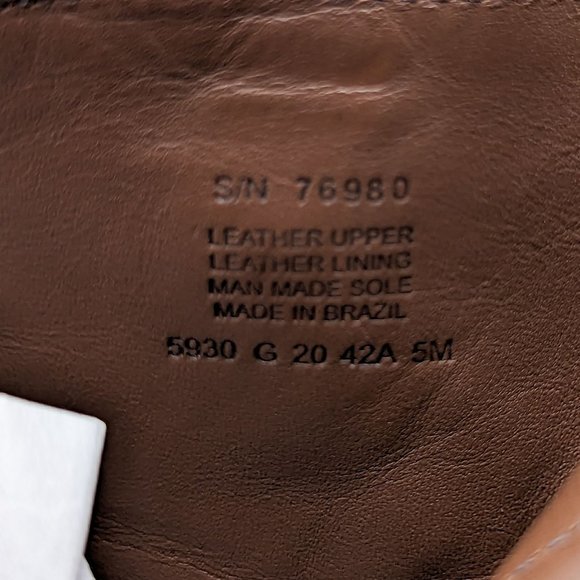 S/N 76980
LEATHER UPPER
LEATHER LINING
MAN MADE SOLE
MADE IN BRAZIL
5930 G 20 42A 5M